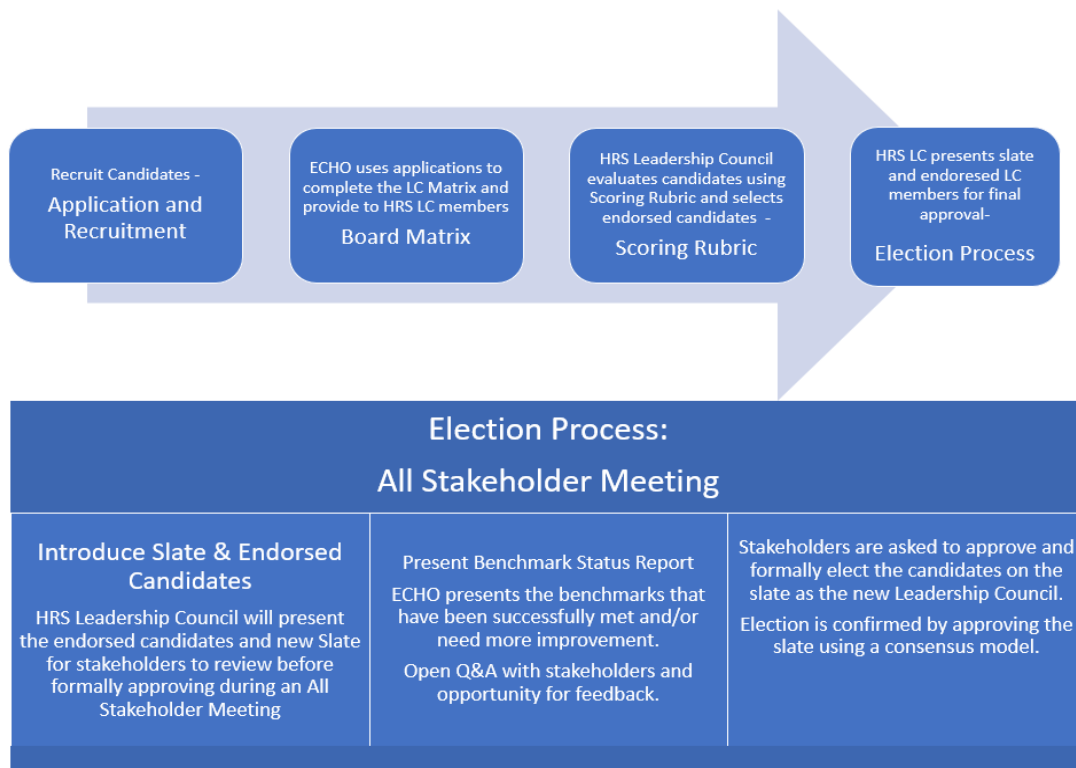 Recruit Candidates -
Application and
Recruitment
ECHO uses applications to
complete the LC Matrix and
provide to HRS LC members
Board Matrix
HRS Leadership Council
evaluates candidates using
Scoring Rubric and selects
endorsed candidates -
Scoring Rubric
HRS LC presents slate
and endoresed LC
members for final
approval-
Election Process
Election Process:
All Stakeholder Meeting
Introduce Slate & Endorsed
Candidates
HRS Leadership Council will present
the endorsed candidates and new Slate
for stakeholders to review before
formally approving during an All
Stakeholder Meeting
Present Benchmark Status Report
ECHO presents the benchmarks that
have been successfully met and/or
need more improvement.
Open Q&A with stakeholders and
opportunity for feedback.
Stakeholders are asked to approve and
formally elect the candidates on the
slate as the new Leadership Council.
Election is confirmed by approving the
slate using a consensus model.